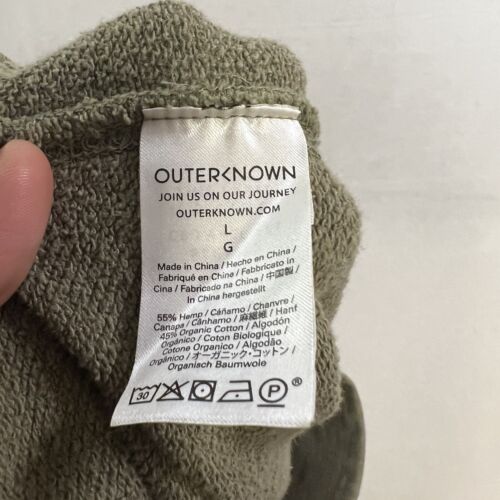 OUTERKNOWN
JOIN US ON OUR JOURNEY
OUTERKNOWN.COM
L
G
Made in China / Hecho en China /
Fabriqué en Chine / Fabbricato in
Cina / Fabricado na China / 中国製 /
In China hergestellt
55% Hemp / Cáñamo / Chanvre /
Canapa / Cânhamo / 麻繊維 / Hanf
45% Organic Cotton / Algodón
Orgánico / Coton Biologique /
Cotone Organico / Algodão
Orgânico / オーガニック・コットン /
Organisch Baumwolle
30 P